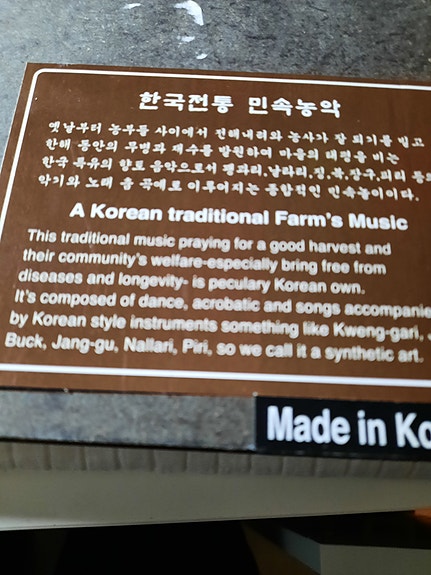 한국전통 민속농악
옛날부터 농부들 사이에서 전해내려와 농사가 잘 되기를 빌고
한해 동안의 무병과 재수를 발원하여 마을의 태평을 비는
한국 특유의 향토 음악으로서 꽹과리,날라리,징,북,장구,피리 등의
악기와 노래 춤 곡예로 이루어지는 종합적인 민속놀이이다.
A Korean traditional Farm's Music
This traditional music praying for a good harvest and
their community's welfare-especially bring free from
diseases and longevity- is peculary Korean own.
It's composed of dance, acrobatic and songs accompanie
by Korean style instruments something like Kweng-gari,
Buck, Jang-gu, Nallari, Piri, so we call it a synthetic art.
Made in Ko